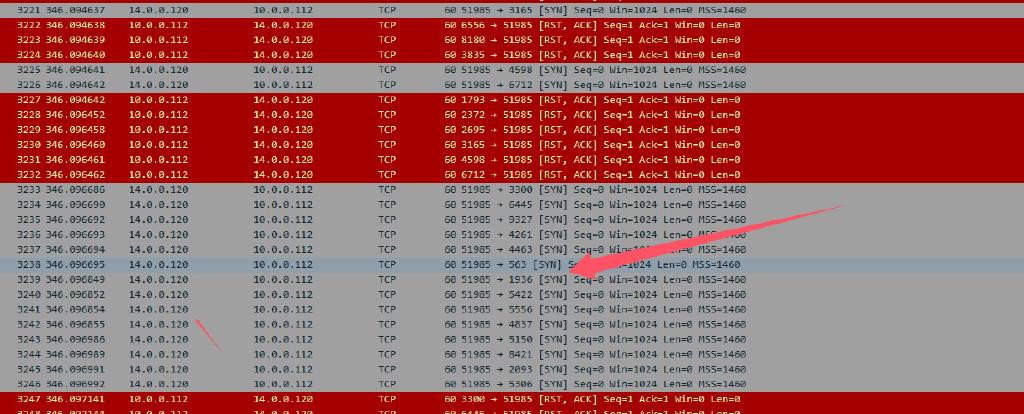 3221 346.094637 14.0.0.120 10.0.0.112 TCP 60 51985 → 3165 [SYN] Seq=0 Win=1024 Len=0 MSS=1460
3222 346.094638 10.0.0.112 14.0.0.120 TCP 60 6556 → 51985 [RST, ACK] Seq=1 Ack=1 Win=0 Len=0
3223 346.094639 10.0.0.112 14.0.0.120 TCP 60 8180 → 51985 [RST, ACK] Seq=1 Ack=1 Win=0 Len=0
3224 346.094640 10.0.0.112 14.0.0.120 TCP 60 3835 → 51985 [RST, ACK] Seq=1 Ack=1 Win=0 Len=0
3225 346.094641 14.0.0.120 10.0.0.112 TCP 60 51985 → 4598 [SYN] Seq=0 Win=1024 Len=0 MSS=1460
3226 346.094642 14.0.0.120 10.0.0.112 TCP 60 51985 → 6712 [SYN] Seq=0 Win=1024 Len=0 MSS=1460
3227 346.094642 10.0.0.112 14.0.0.120 TCP 60 1793 → 51985 [RST, ACK] Seq=1 Ack=1 Win=0 Len=0
3228 346.096452 10.0.0.112 14.0.0.120 TCP 60 2372 → 51985 [RST, ACK] Seq=1 Ack=1 Win=0 Len=0
3229 346.096458 10.0.0.112 14.0.0.120 TCP 60 2695 → 51985 [RST, ACK] Seq=1 Ack=1 Win=0 Len=0
3230 346.096460 10.0.0.112 14.0.0.120 TCP 60 3165 → 51985 [RST, ACK] Seq=1 Ack=1 Win=0 Len=0
3231 346.096461 10.0.0.112 14.0.0.120 TCP 60 4598 → 51985 [RST, ACK] Seq=1 Ack=1 Win=0 Len=0
3232 346.096462 10.0.0.112 14.0.0.120 TCP 60 6712 → 51985 [RST, ACK] Seq=1 Ack=1 Win=0 Len=0
3233 346.096686 14.0.0.120 10.0.0.112 TCP 60 51985 → 3300 [SYN] Seq=0 Win=1024 Len=0 MSS=1460
3234 346.096690 14.0.0.120 10.0.0.112 TCP 60 51985 → 6445 [SYN] Seq=0 Win=1024 Len=0 MSS=1460
3235 346.096692 14.0.0.120 10.0.0.112 TCP 60 51985 → 9327 [SYN] Seq=0 Win=1024 Len=0 MSS=1460
3236 346.096693 14.0.0.120 10.0.0.112 TCP 60 51985 → 4261 [SYN] Seq=0 Win=1024 Len=0
3237 346.096694 14.0.0.120 10.0.0.112 TCP 60 51985 → 4463 [SYN] Seq=0 Len=0 MSS=1460
3238 346.096695 14.0.0.120 10.0.0.112 TCP 60 51985 → 563 [SYN] Len=0 MSS=1460
3239 346.096849 14.0.0.120 10.0.0.112 TCP 60 51985 → 1936 [SYN] Seq=0 Win=1024 Len=0 MSS=1460
3240 346.096852 14.0.0.120 10.0.0.112 TCP 60 51985 → 5422 [SYN] Seq=0 Win=1024 Len=0 MSS=1460
3241 346.096854 14.0.0.120 10.0.0.112 TCP 60 51985 → 5556 [SYN] Seq=0 Win=1024 Len=0 MSS=1460
3242 346.096855 14.0.0.120 10.0.0.112 TCP 60 51985 → 4837 [SYN] Seq=0 Win=1024 Len=0 MSS=1460
3243 346.096986 14.0.0.120 10.0.0.112 TCP 60 51985 → 5150 [SYN] Seq=0 Win=1024 Len=0 MSS=1460
3244 346.096989 14.0.0.120 10.0.0.112 TCP 60 51985 → 8421 [SYN] Seq=0 Win=1024 Len=0 MSS=1460
3245 346.096991 14.0.0.120 10.0.0.112 TCP 60 51985 → 2093 [SYN] Seq=0 Win=1024 Len=0 MSS=1460
3246 346.096992 14.0.0.120 10.0.0.112 TCP 60 51985 → 5306 [SYN] Seq=0 Win=1024 Len=0 MSS=1460
3247 346.097141 10.0.0.112 14.0.0.120 TCP 60 3300 → 51985 [RST, ACK] Seq=1 Ack=1 Win=0 Len=0